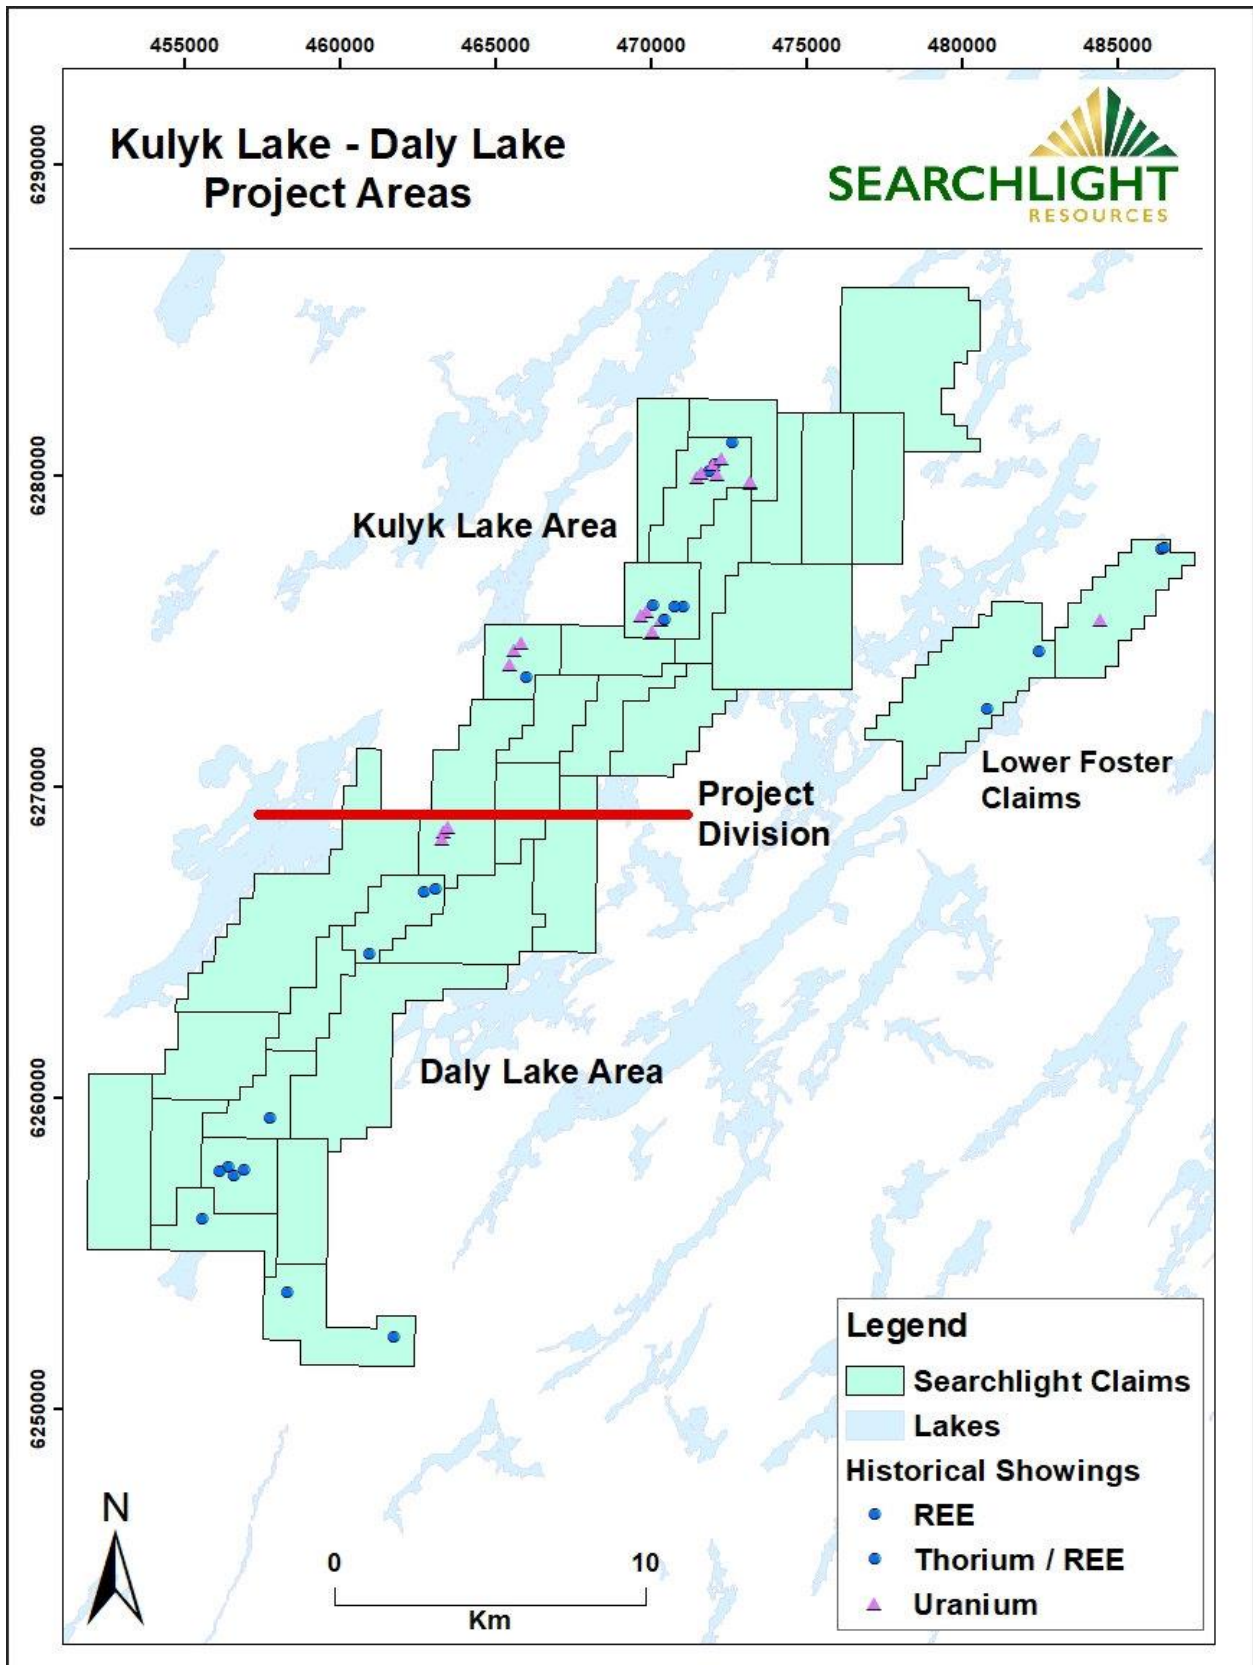 455000 460000 465000 470000 475000 480000 485000
Kulyk Lake - Daly Lake
Project Areas
SEARCHLIGHT
RESOURCES
6290000
6280000
6270000
6260000
6250000
Kulyk Lake Area
Lower Foster
Claims
Project
Division
Daly Lake Area
Legend
Searchlight Claims
Lakes
Historical Showings
REE
Thorium / REE
Uranium
N
0 10
Km